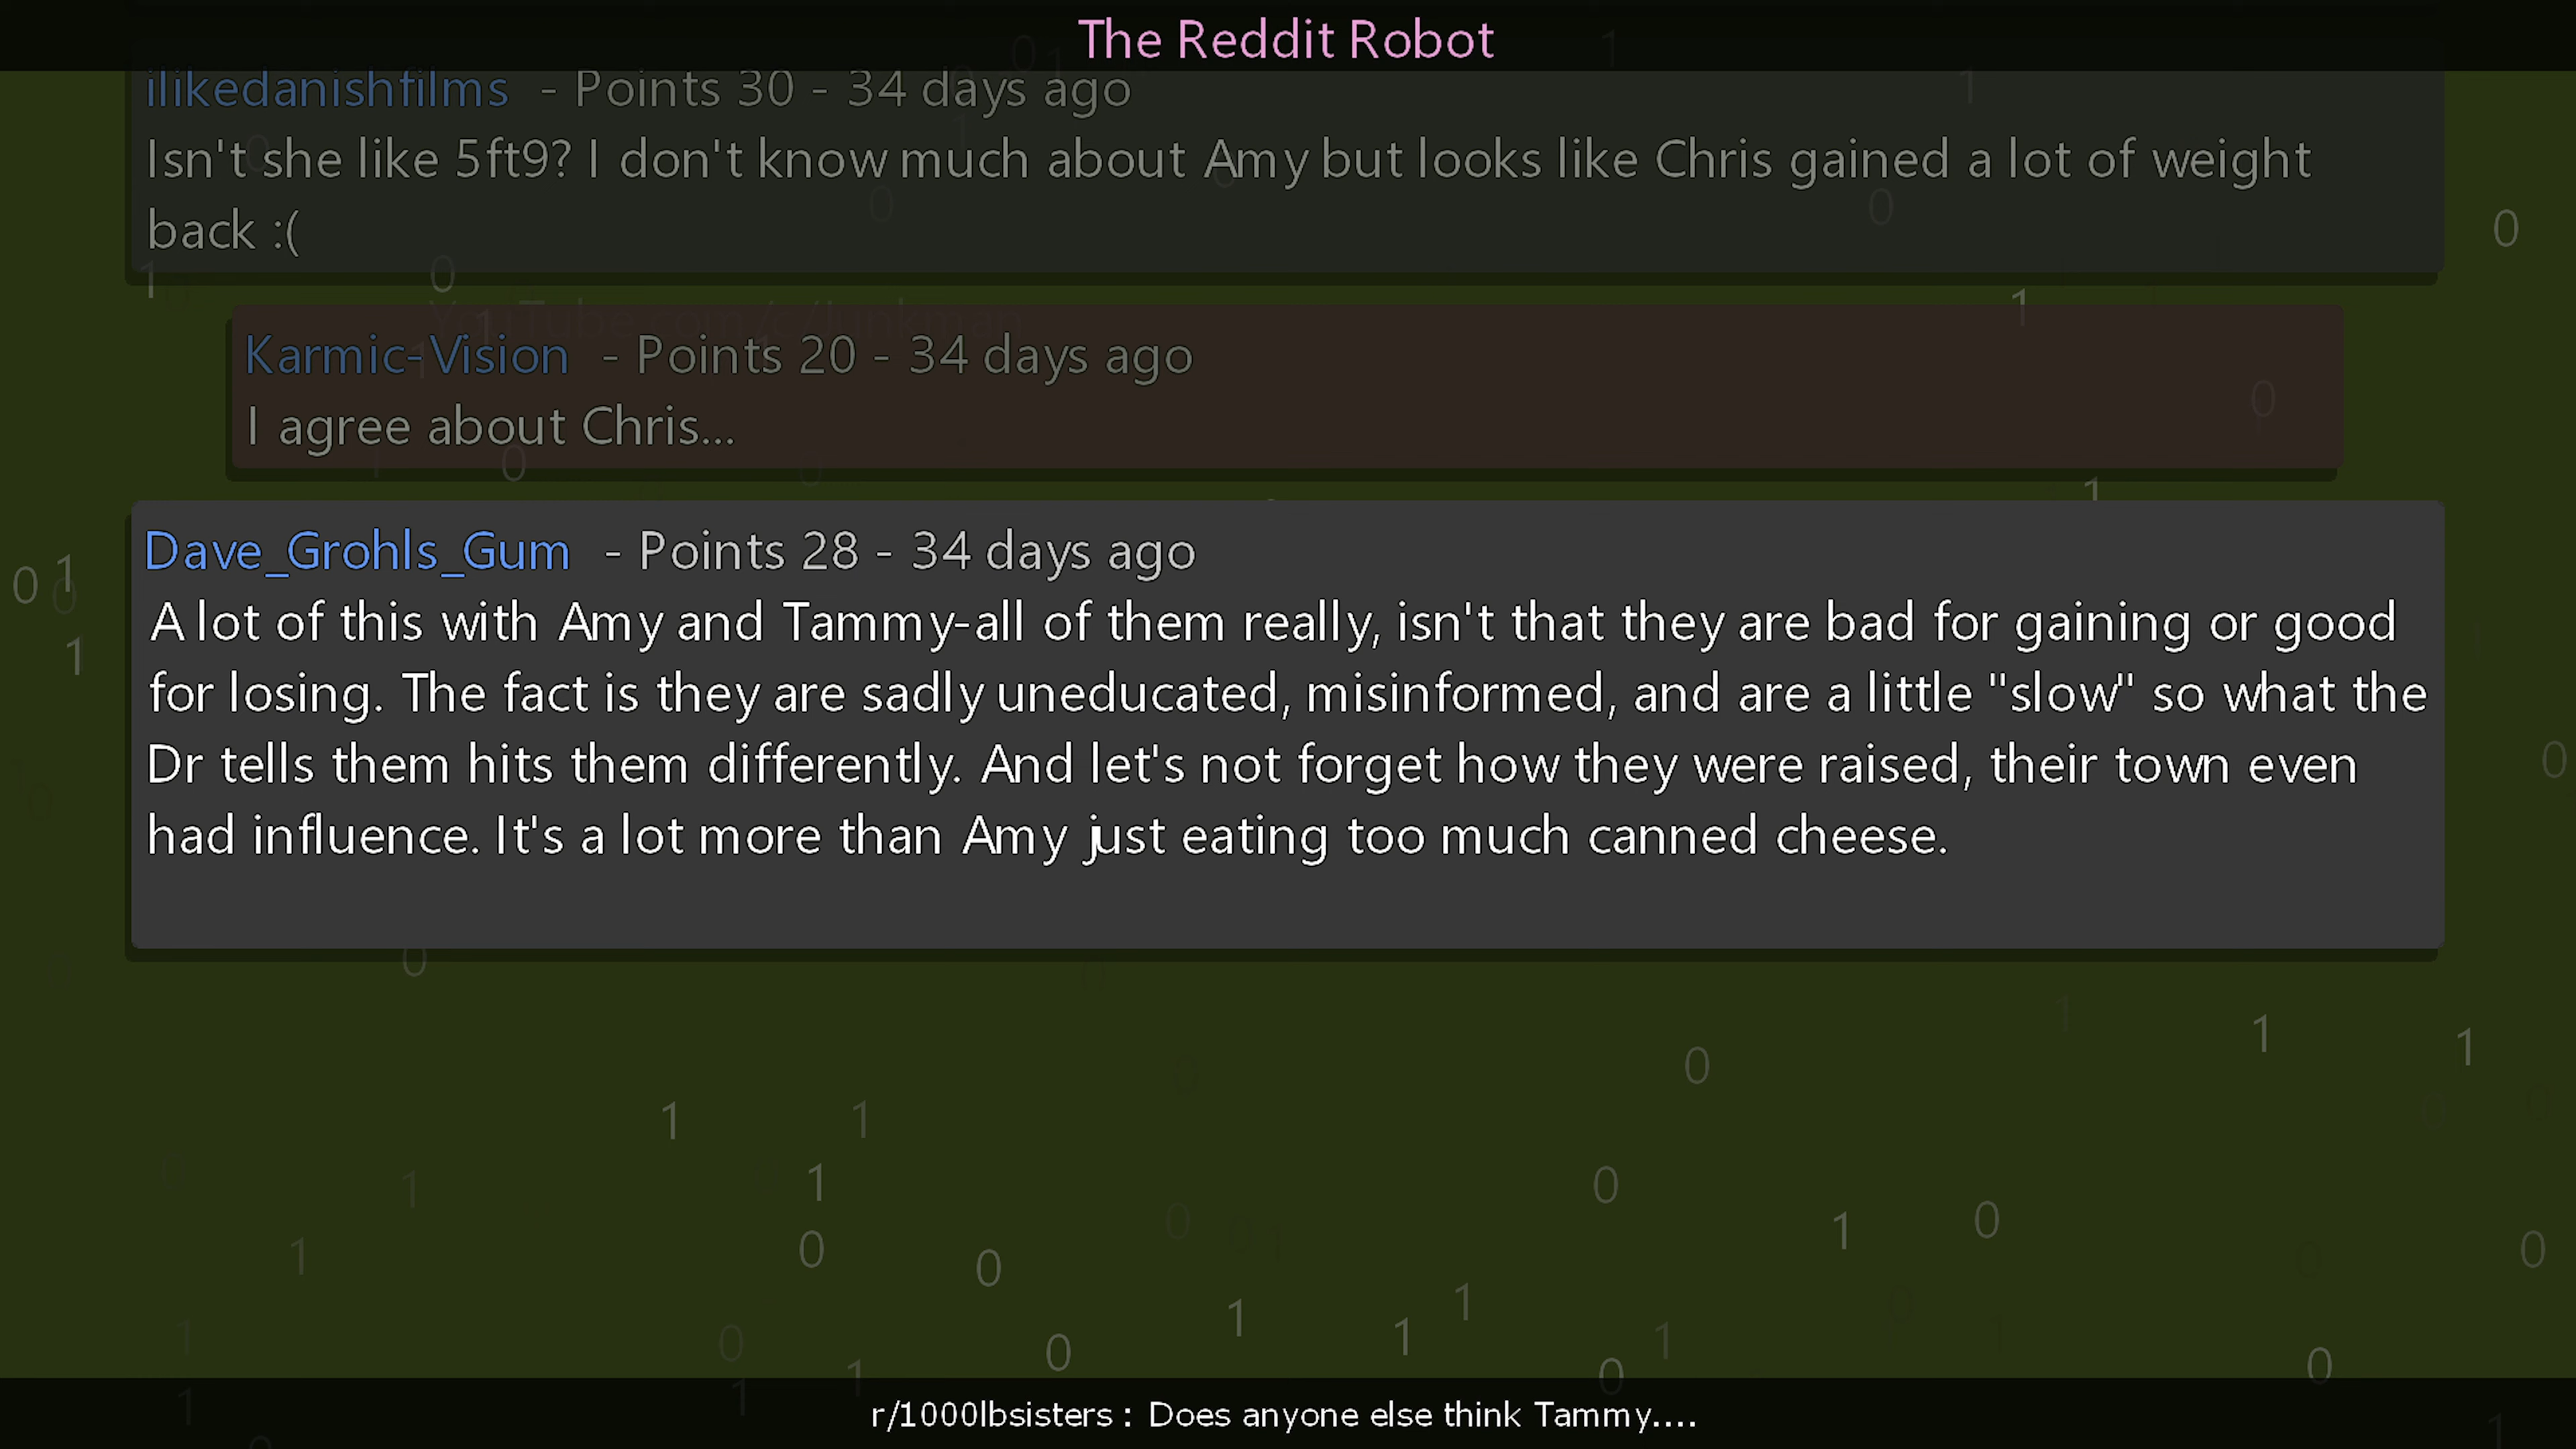 The Reddit Robot
ilikedanishfilms - Points 30 - 34 days ago
Isn't she like 5ft9? I don't know much about Amy but looks like Chris gained a lot of weight
back :(
Karmic-Vision - Points 20 - 34 days ago
I agree about Chris...
Dave_Grohls_Gum - Points 28 - 34 days ago
A lot of this with Amy and Tammy-all of them really, isn't that they are bad for gaining or good
for losing. The fact is they are sadly uneducated, misinformed, and are a little "slow" so what the
Dr tells them hits them differently. And let's not forget how they were raised, their town even
had influence. It's a lot more than Amy just eating too much canned cheese.
r/1000lbsisters : Does anyone else think Tammy....